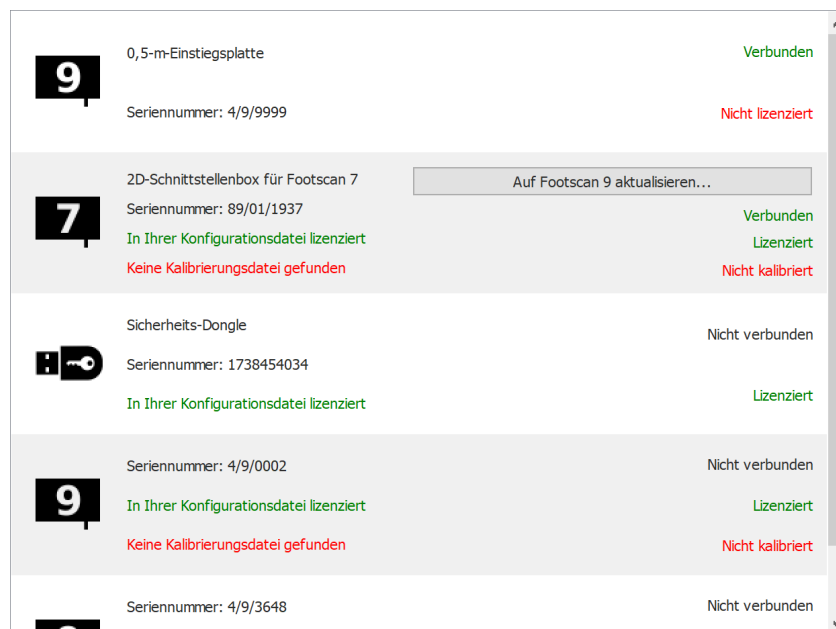 9
0,5-m-Einstiegsplatte
Verbunden
Seriennummer: 4/9/9999
Nicht lizenziert
7
2D-Schnittstellenbox für Footscan 7
Auf Footscan 9 aktualisieren...
Seriennummer: 89/01/1937
Verbunden
In Ihrer Konfigurationsdatei lizenziert
Lizenziert
Keine Kalibrierungsdatei gefunden
Nicht kalibriert
Sicherheits-Dongle
Nicht verbunden
Seriennummer: 1738454034
In Ihrer Konfigurationsdatei lizenziert
Lizenziert
9
Seriennummer: 4/9/0002
Nicht verbunden
In Ihrer Konfigurationsdatei lizenziert
Lizenziert
Keine Kalibrierungsdatei gefunden
Nicht kalibriert
Seriennummer: 4/9/3648
Nicht verbunden